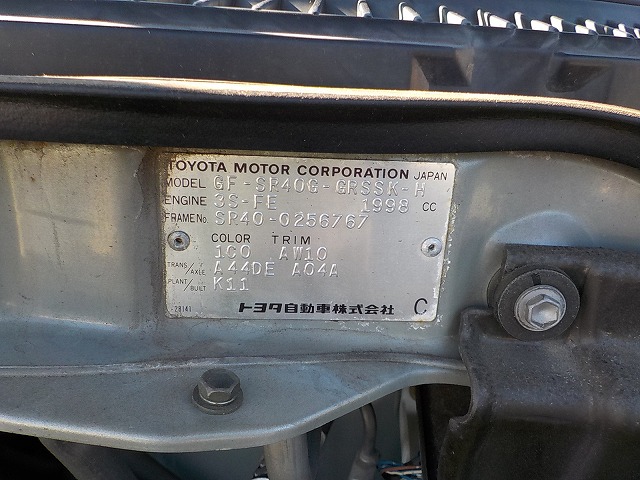 TOYOTA MOTOR CORPORATION JAPAN
MODEL GF-SR40G-GRSSK-H
ENGINE 3S-FE 1998 CC
FRAME No. SR40-0256767
COLOR TRIM
1C0 AW10
TRANS/AXLE A44DE A04A
PLANT/BUILT K11
-28141 トヨタ自動車株式会社 C